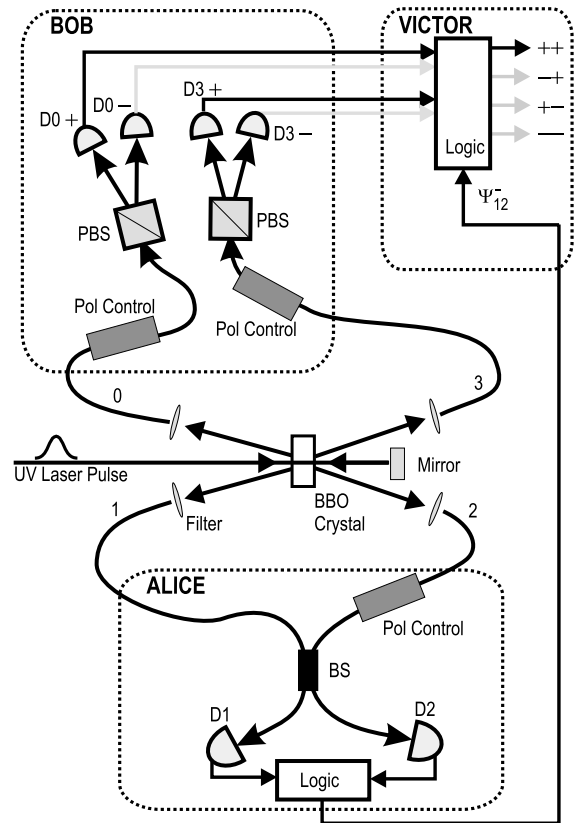 BOB
VICTOR
D0 +
D0 −
D3 +
D3 −
++
−+
+−
−−
Logic
Ψ⁻₁₂
PBS
PBS
Pol Control
Pol Control
0
3
UV Laser Pulse
Mirror
1
Filter
BBO
Crystal
2
ALICE
Pol Control
BS
D1
D2
Logic